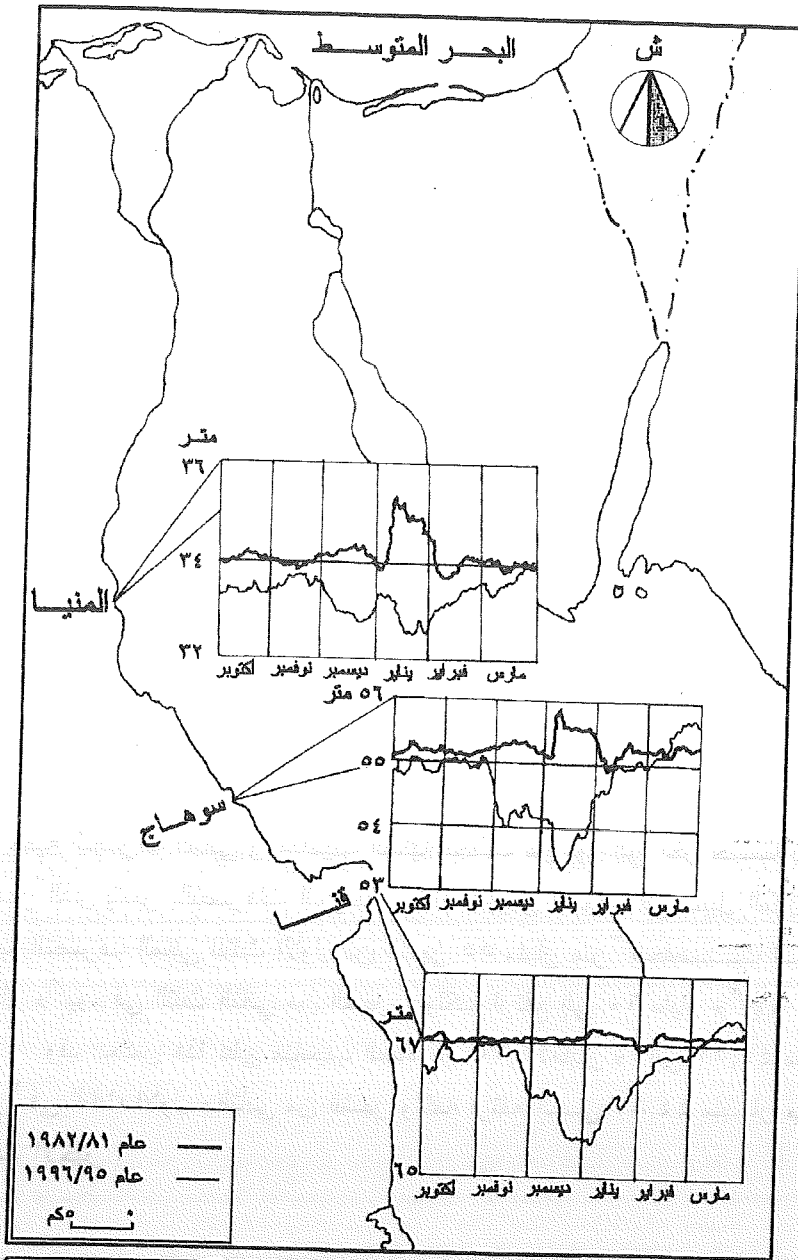 البحر المتوسط
ش
متر
٣٦
٣٤
٣٢
المنيا
أكتوبر نوفمبر ديسمبر يناير فبراير مارس
٥٦ متر
٥٥
٥٤
٥٣
سوهاج
أكتوبر نوفمبر ديسمبر يناير فبراير مارس
قنا
متر
٦٧
٦٥
أكتوبر نوفمبر ديسمبر يناير فبراير مارس
عام ١٩٨٢/٨١
عام ١٩٩٦/٩٥